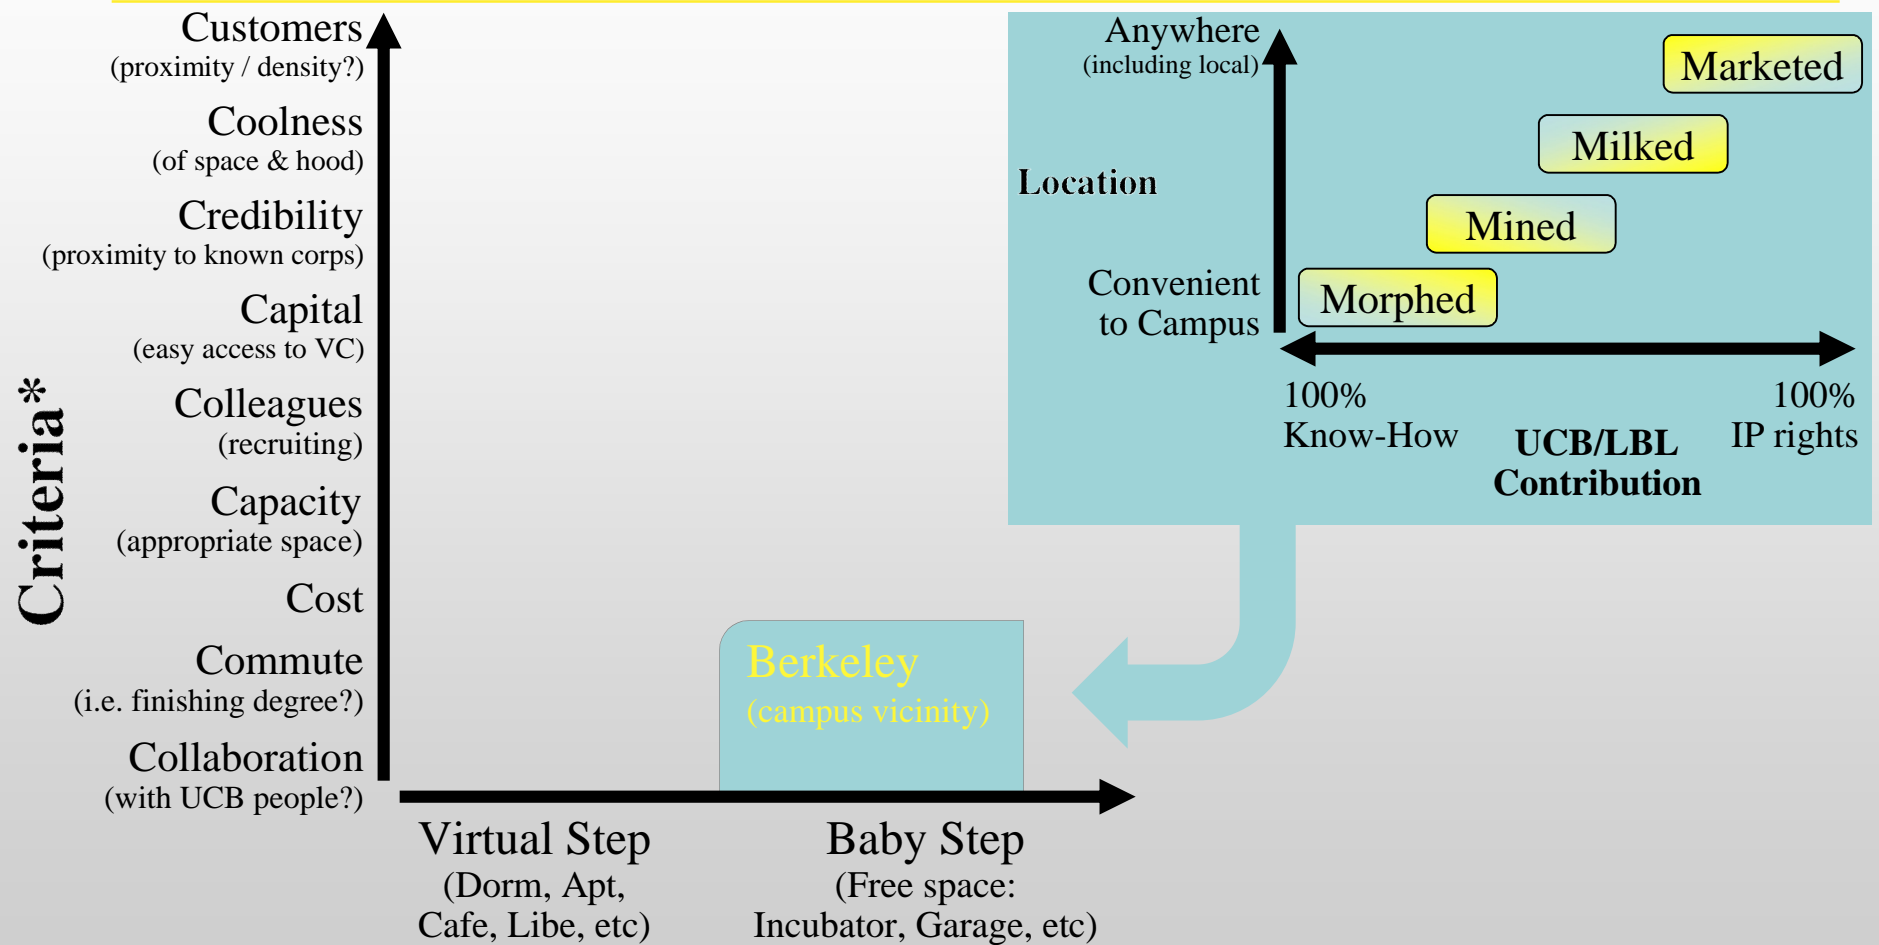 Customers
(proximity / density?)
Coolness
(of space & hood)
Credibility
(proximity to known corps)
Capital
(easy access to VC)
Colleagues
(recruiting)
Capacity
(appropriate space)
Cost
Commute
(i.e. finishing degree?)
Collaboration
(with UCB people?)
Criteria*
Berkeley
(campus vicinity)
Virtual Step
(Dorm, Apt,
Cafe, Libe, etc)
Baby Step
(Free space:
Incubator, Garage, etc)
Anywhere
(including local)
Location
Convenient
to Campus
Marketed
Milked
Mined
Morphed
100%
Know-How
UCB/LBL
Contribution
100%
IP rights